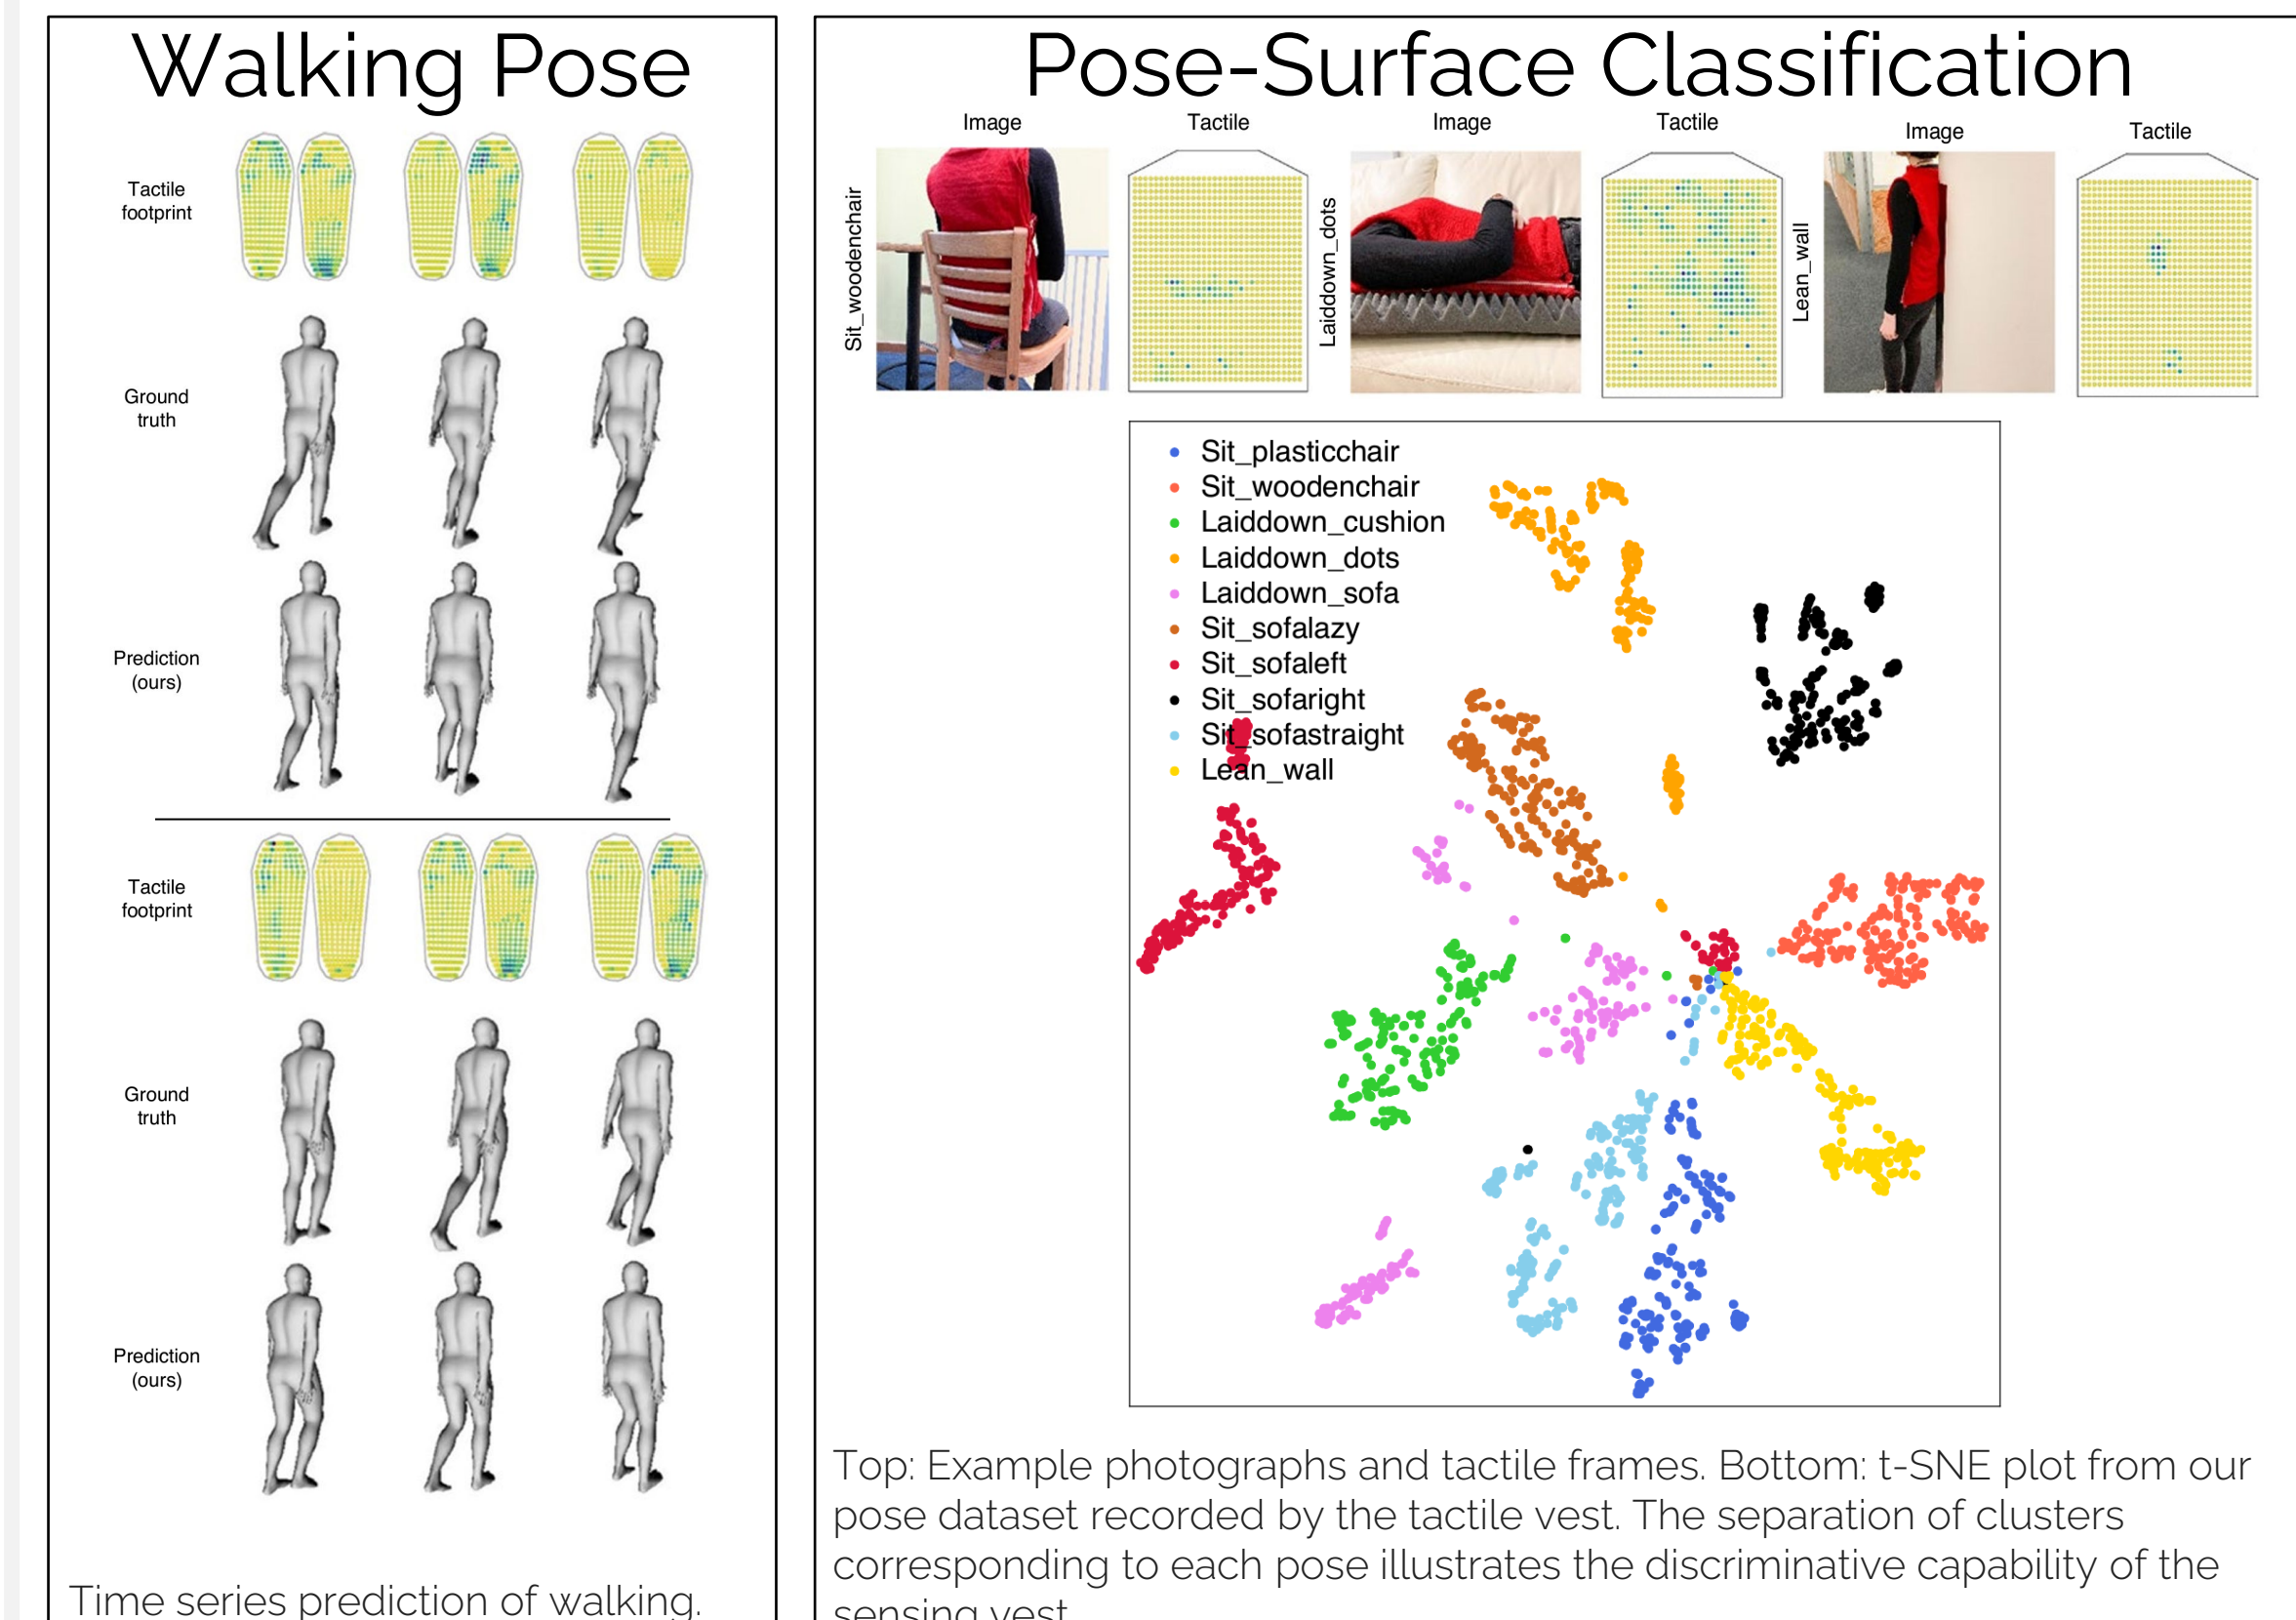 Walking Pose
Tactile
footprint
Ground
truth
Prediction
(ours)
Tactile
footprint
Ground
truth
Prediction
(ours)
Time series prediction of walking.
Pose-Surface Classification
Image
Tactile
Image
Tactile
Image
Tactile
Sit_woodenchair
Laiddown_dots
Lean_wall
Sit_plasticchair
Sit_woodenchair
Laiddown_cushion
Laiddown_dots
Laiddown_sofa
Sit_sofalazy
Sit_sofaleft
Sit_sofaright
Sit_sofastraight
Lean_wall
Top: Example photographs and tactile frames. Bottom: t-SNE plot from our
pose dataset recorded by the tactile vest. The separation of clusters
corresponding to each pose illustrates the discriminative capability of the
sensing vest.